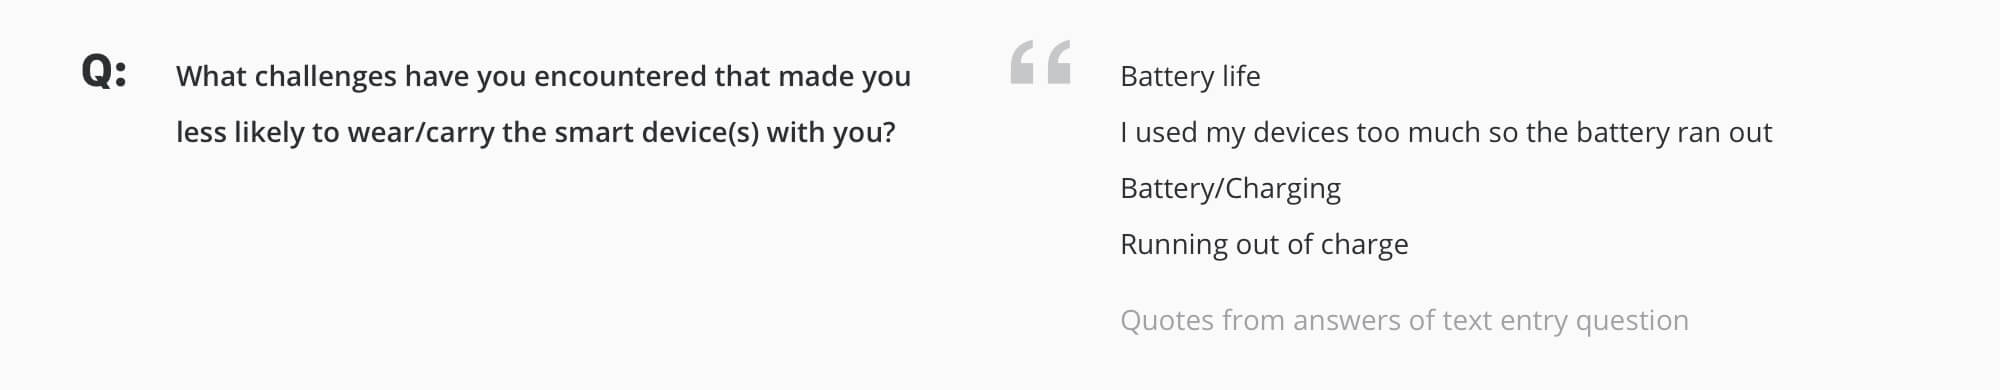 Q: What challenges have you encountered that made you
less likely to wear/carry the smart device(s) with you?
“
Battery life
I used my devices too much so the battery ran out
Battery/Charging
Running out of charge
Quotes from answers of text entry question